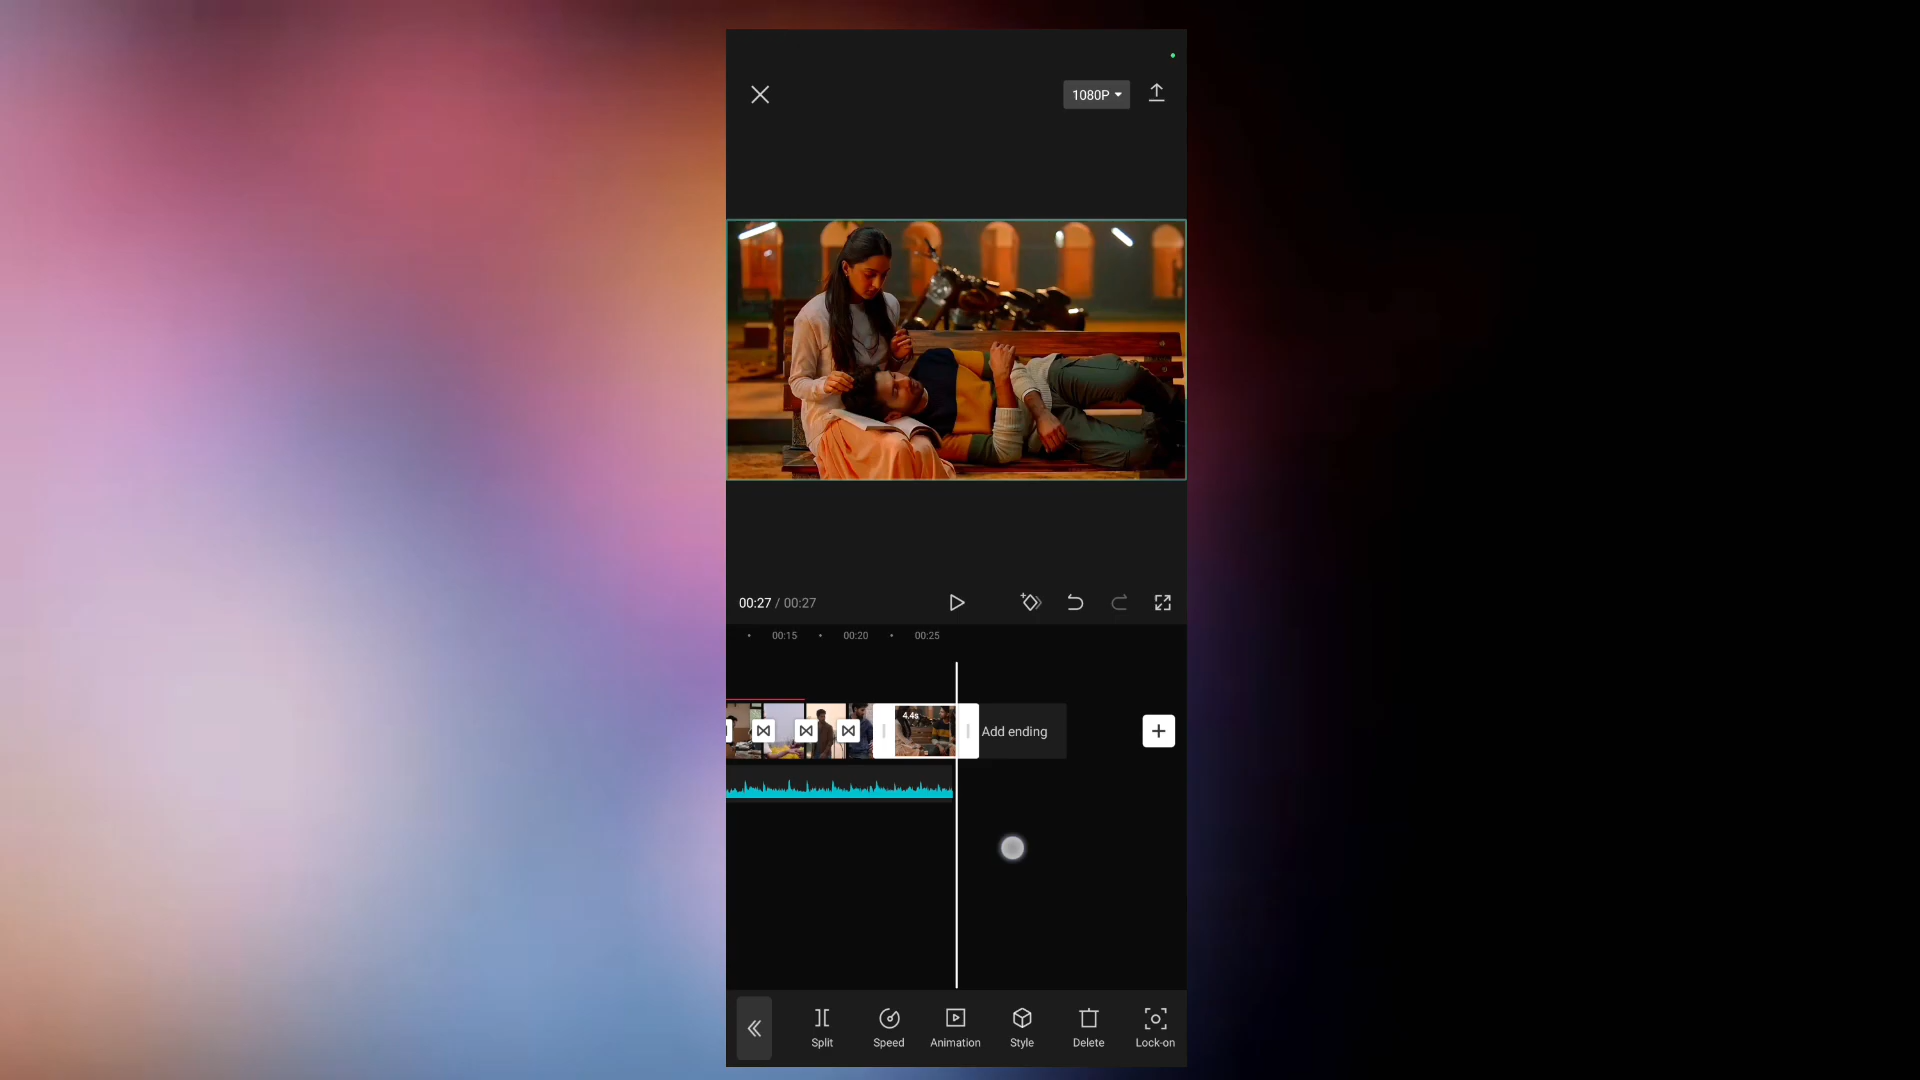 1080P
00:27 / 00:27
00:15 00:20 00:25
4.4s
Add ending
Split Speed Animation Style Delete Lock-on